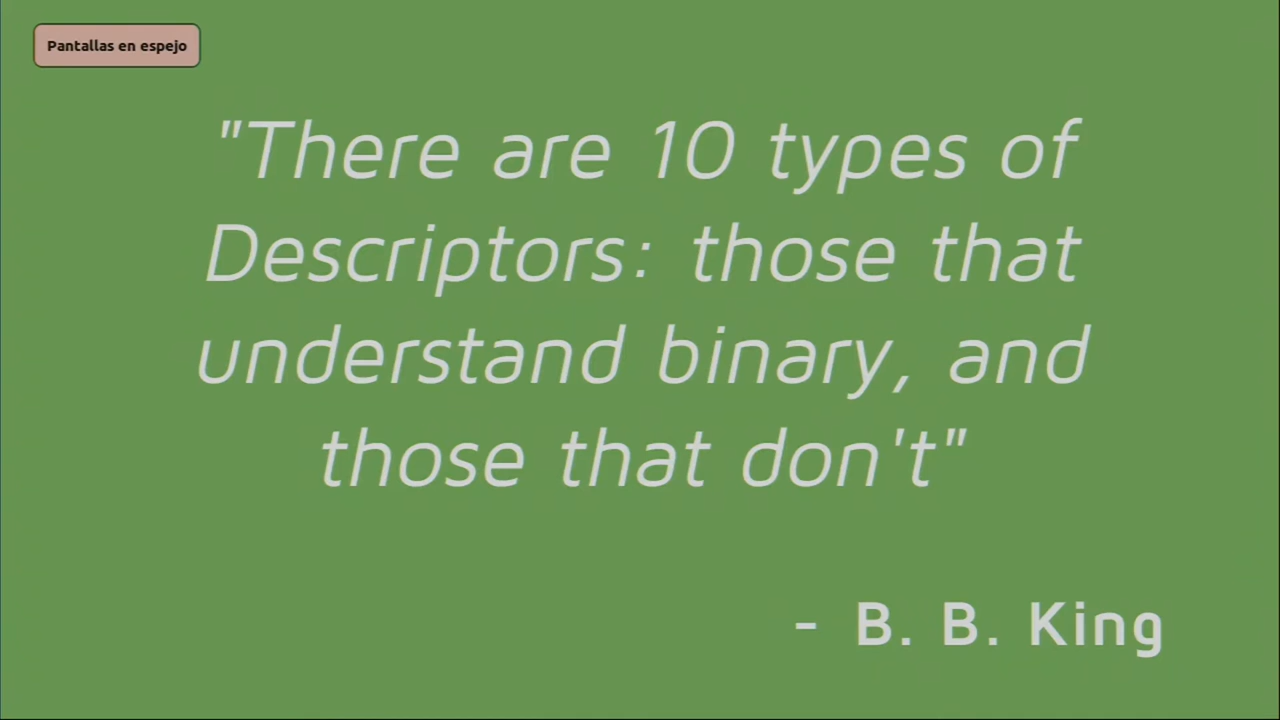 Pantallas en espejo
"There are 10 types of
Descriptors: those that
understand binary, and
those that don't"
- B. B. King